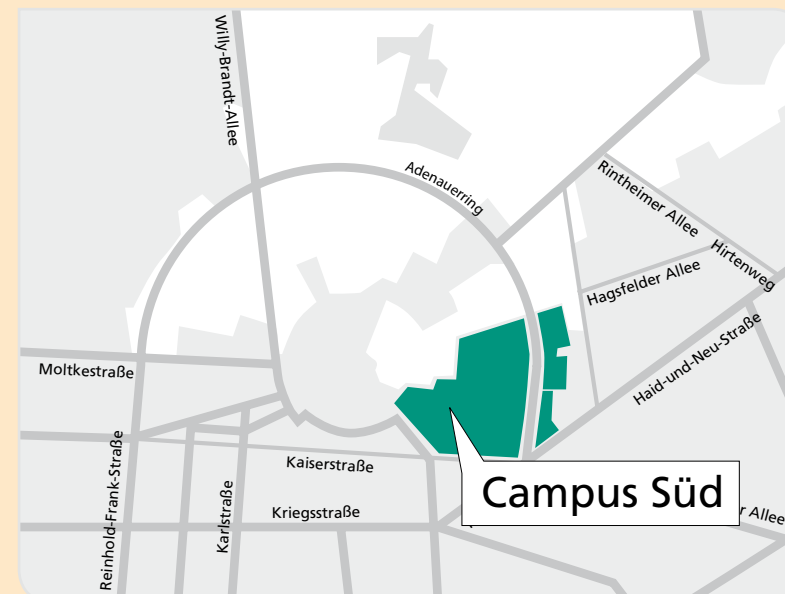 Willy-Brandt-Allee
Adenauerring
Rintheimer Allee
Hirtenweg
Hagsfelder Allee
Haid-und-Neu-Straße
Moltkestraße
Kaiserstraße
Reinhold-Frank-Straße
Karlstraße
Kriegsstraße
Campus Süd
r Allee